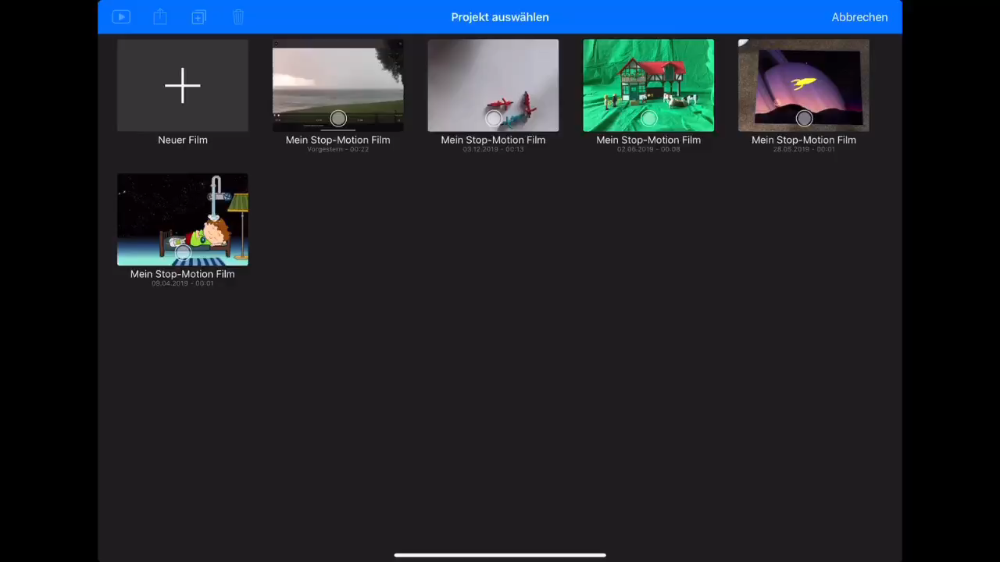 Projekt auswählen
Abbrechen
Neuer Film
Mein Stop-Motion Film
Vorgestern - 00:22
Mein Stop-Motion Film
03.12.2019 - 00:13
Mein Stop-Motion Film
02.06.2019 - 00:08
Mein Stop-Motion Film
28.05.2019 - 00:01
Mein Stop-Motion Film
09.04.2019 - 00:01